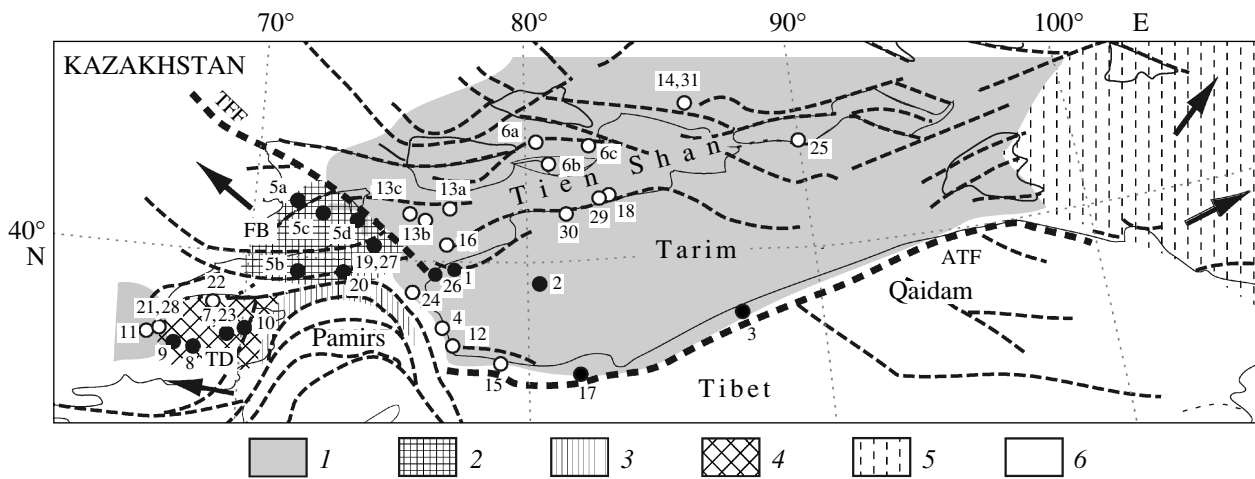 70° 80° 90° 100° E
KAZAKHSTAN
TFF
14,31
6a
6c
25
6b
Tien Shan
5a
13c
13a
18
29
5c
FB
5d
13b
30
40°
N
16
Tarim
ATF
5b
19,27
1
2
Qaidam
22
20
26
24
21,28
7,23
10
4
3
11
Pamirs
12
9
8
TD
15
17
Tibet
1 2 3 4 5 6